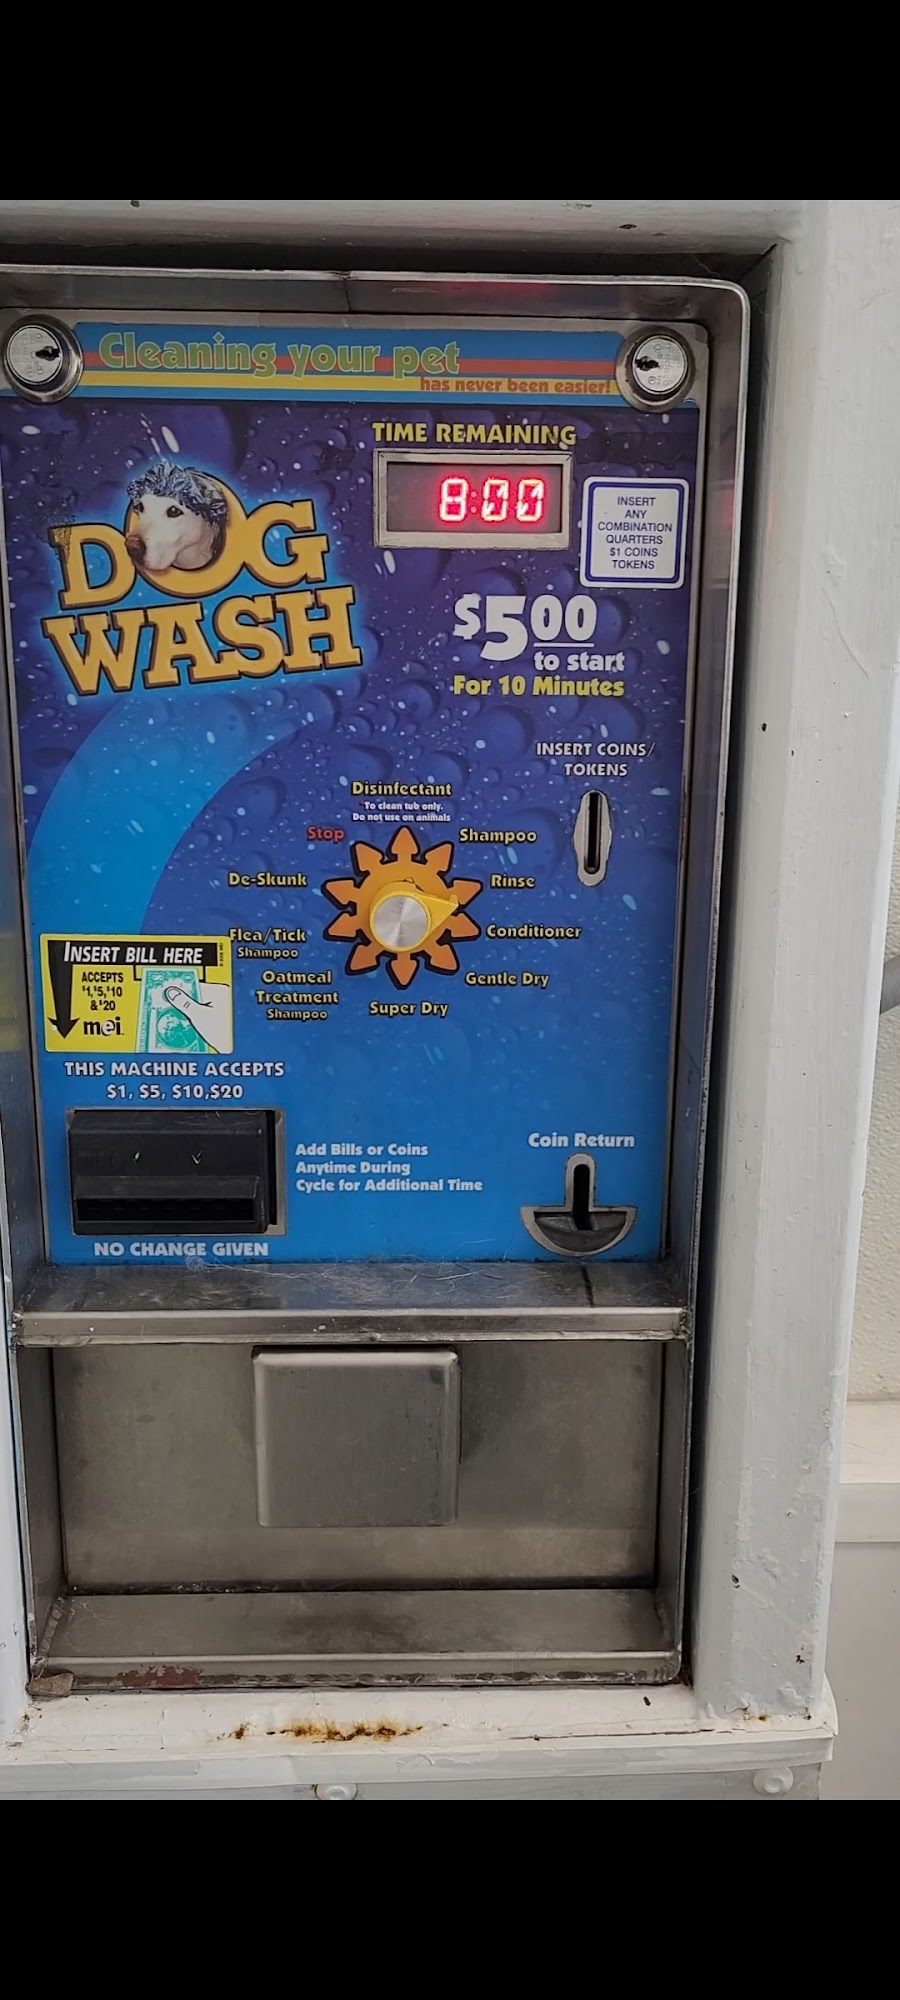 Cleaning your pet
has never been easier!
TIME REMAINING
8:00
INSERT
ANY
COMBINATION
QUARTERS
$1 COINS
TOKENS
DOG
WASH
$5.00
to start
For 10 Minutes
INSERT COINS/
TOKENS
Disinfectant
To clean tub only.
Do not use on animals
Stop
Shampoo
De-Skunk
Rinse
Flea/Tick
Shampoo
Conditioner
Oatmeal
Treatment
Shampoo
Gentle Dry
Super Dry
INSERT BILL HERE
ACCEPTS
$1, $5, $10
& $20
mei
THIS MACHINE ACCEPTS
$1, $5, $10,$20
Add Bills or Coins
Anytime During
Cycle for Additional Time
Coin Return
NO CHANGE GIVEN